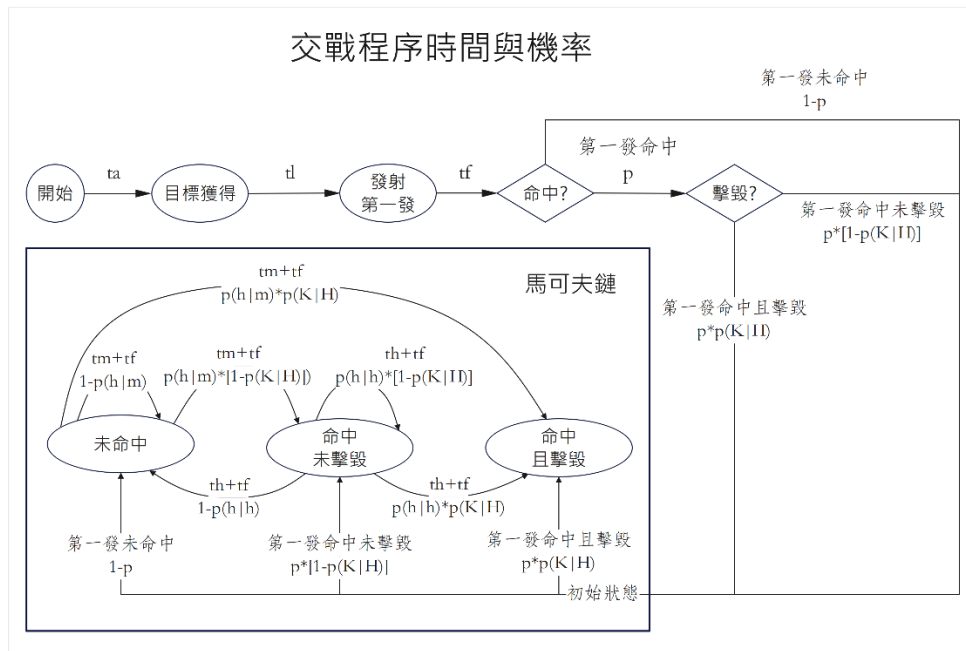 交戰程序時間與機率
第一發未命中
1-p
第一發命中
ta
tl
tf
p
開始
目標獲得
發射
第一發
命中?
擊毀?
第一發命中未擊毀
p*[1-p(K|H)]
第一發命中且擊毀
p*p(K|H)
馬可夫鏈
tm+tf
p(h|m)*p(K|H)
tm+tf
1-p(h|m)
tm+tf
p(h|m)*[1-p(K|H)])
th+tf
p(h|h)*[1-p(K|H)]
未命中
命中
未擊毀
命中
且擊毀
th+tf
1-p(h|h)
th+tf
p(h|h)*p(K|H)
第一發未命中
1-p
第一發命中未擊毀
p*[1-p(K|H)]
第一發命中且擊毀
p*p(K|H)
初始狀態